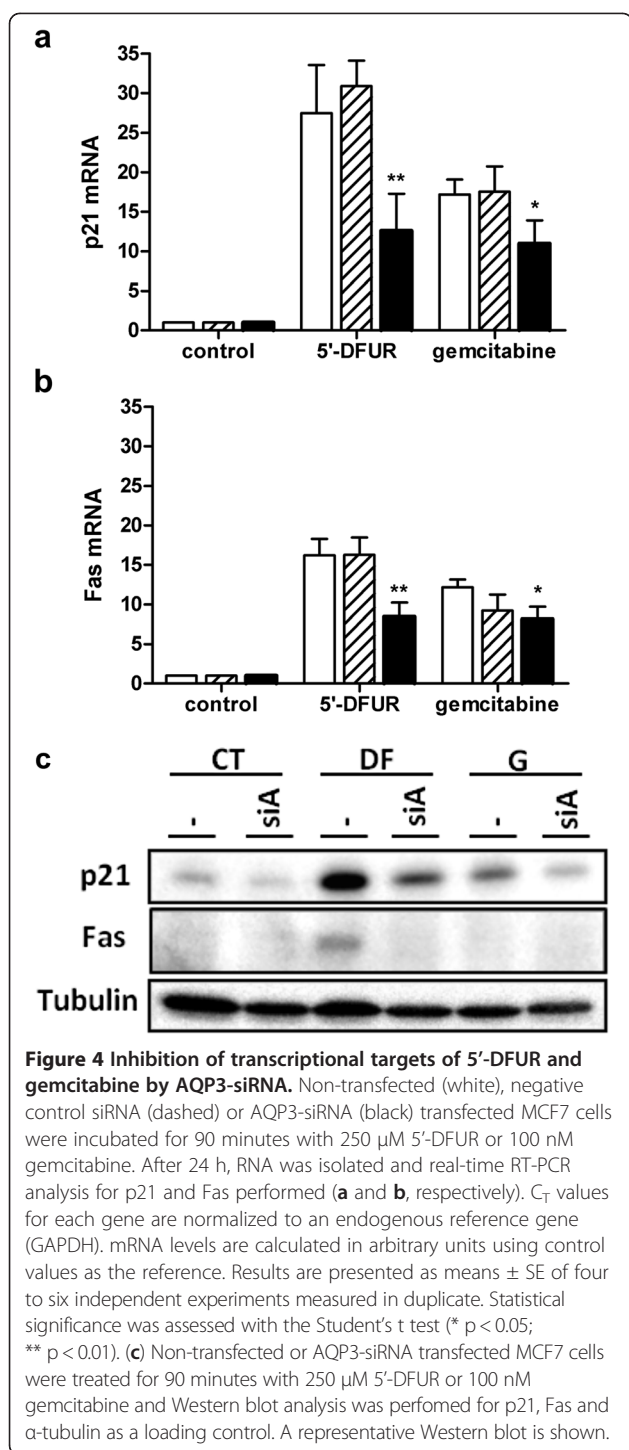 a
p21 mRNA
35
30
25
20
15
10
5
0
**
*
control 5'-DFUR gemcitabine
b
Fas mRNA
35
30
25
20
15
10
5
0
**
*
control 5'-DFUR gemcitabine
c
CT DF G
- siA - siA - siA
p21
Fas
Tubulin
Figure 4 Inhibition of transcriptional targets of 5′-DFUR and
gemcitabine by AQP3-siRNA. Non-transfected (white), negative
control siRNA (dashed) or AQP3-siRNA (black) transfected MCF7 cells
were incubated for 90 minutes with 250 μM 5′-DFUR or 100 nM
gemcitabine. After 24 h, RNA was isolated and real-time RT-PCR
analysis for p21 and Fas performed (a and b, respectively). CT values
for each gene are normalized to an endogenous reference gene
(GAPDH). mRNA levels are calculated in arbitrary units using control
values as the reference. Results are presented as means ± SE of four
to six independent experiments measured in duplicate. Statistical
significance was assessed with the Student's t test (* p < 0.05;
** p < 0.01). (c) Non-transfected or AQP3-siRNA transfected MCF7 cells
were treated for 90 minutes with 250 μM 5′-DFUR or 100 nM
gemcitabine and Western blot analysis was perfomed for p21, Fas and
α-tubulin as a loading control. A representative Western blot is shown.